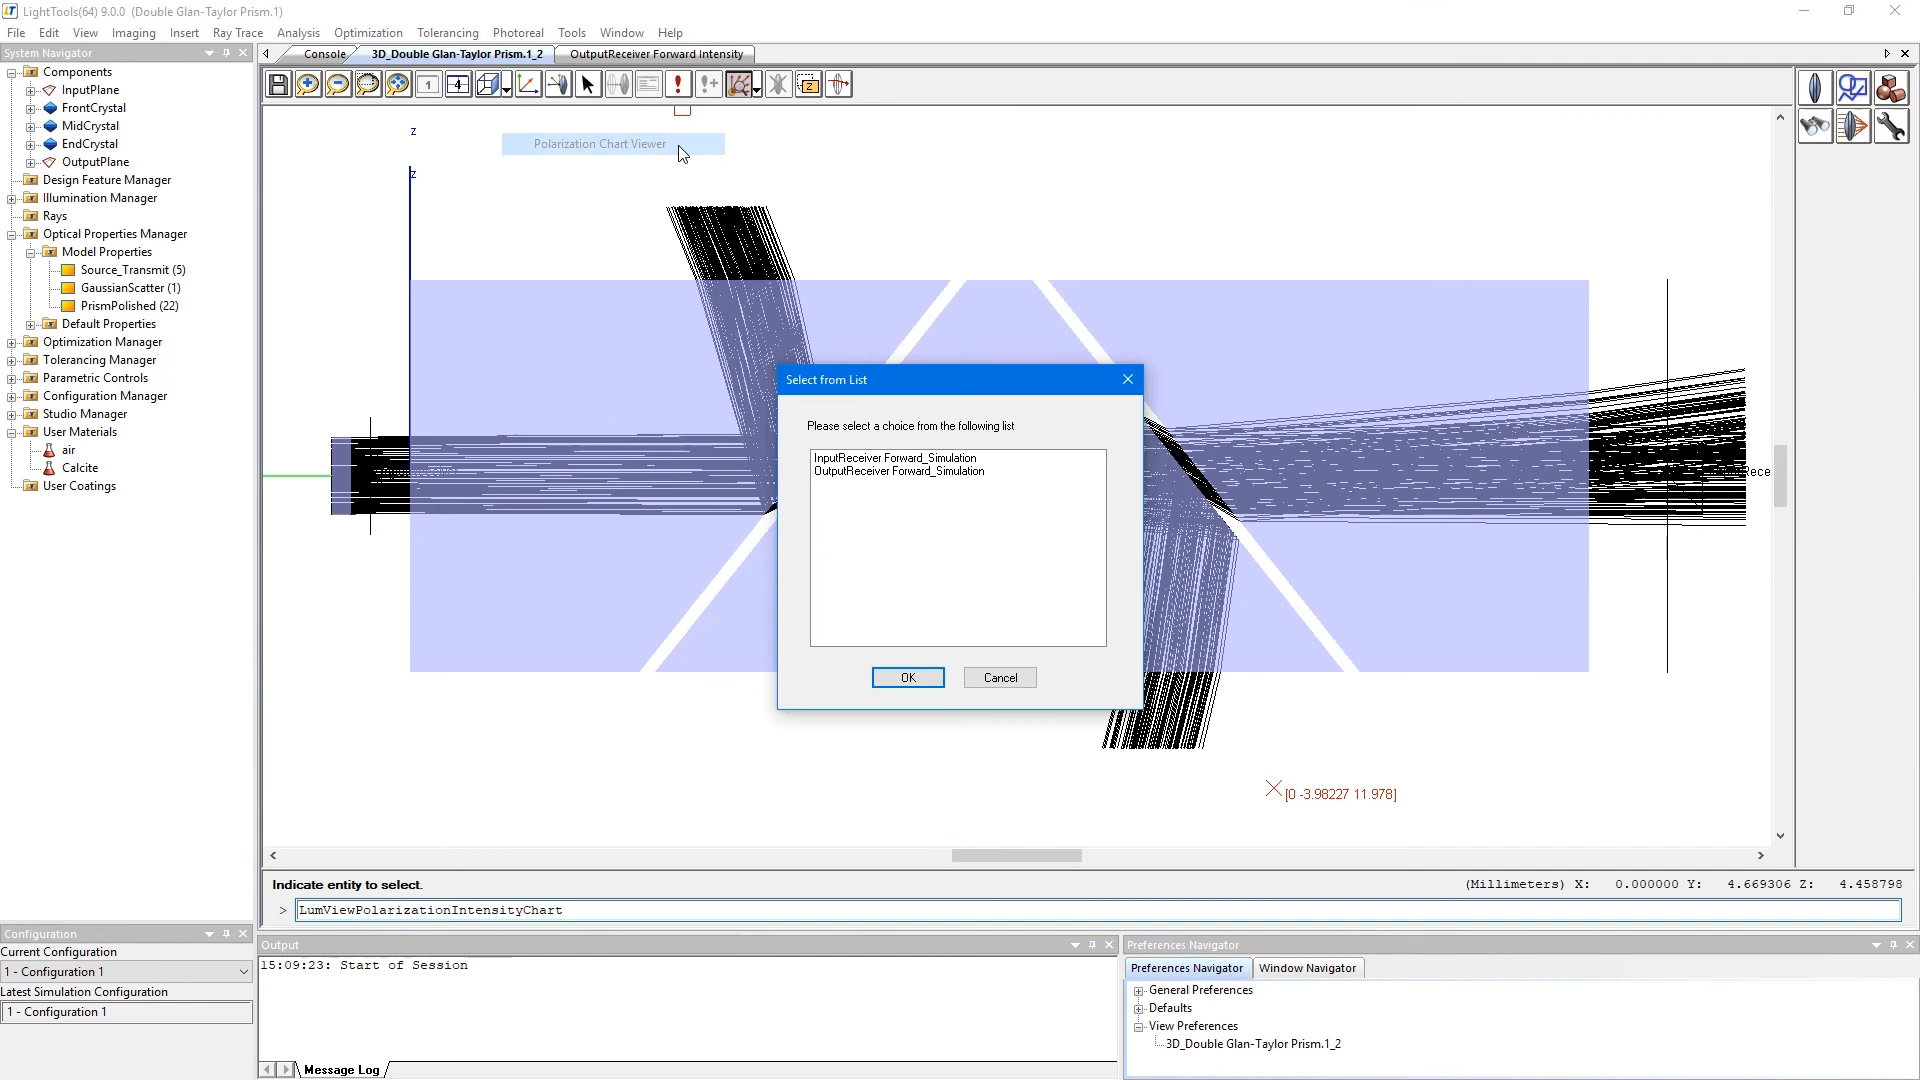 LightTools(64) 9.0.0 (Double Glan-Taylor Prism.1)
File Edit View Imaging Insert Ray Trace Analysis Optimization Tolerancing Photoreal Tools Window Help
System Navigator
Components
InputPlane
FrontCrystal
MidCrystal
EndCrystal
OutputPlane
Design Feature Manager
Illumination Manager
Rays
Optical Properties Manager
Model Properties
Source_Transmit (5)
GaussianScatter (1)
PrismPolished (22)
Default Properties
Optimization Manager
Tolerancing Manager
Parametric Controls
Configuration Manager
Studio Manager
User Materials
air
Calcite
User Coatings
Console 3D_Double Glan-Taylor Prism.1_2 OutputReceiver Forward Intensity
1 4 Z
z
Polarization Chart Viewer
z
Select from List
Please select a choice from the following list
InputReceiver Forward_Simulation
OutputReceiver Forward_Simulation
OK Cancel
[0 -3.98227 11.978]
Indicate entity to select.
(Millimeters) X: 0.000000 Y: 4.669306 Z: 4.458798
> LumViewPolarizationIntensityChart
Configuration
Current Configuration
1 - Configuration 1
Latest Simulation Configuration
1 - Configuration 1
Output
15:09:23: Start of Session
Message Log
Preferences Navigator
Preferences Navigator Window Navigator
General Preferences
Defaults
View Preferences
3D_Double Glan-Taylor Prism.1_2